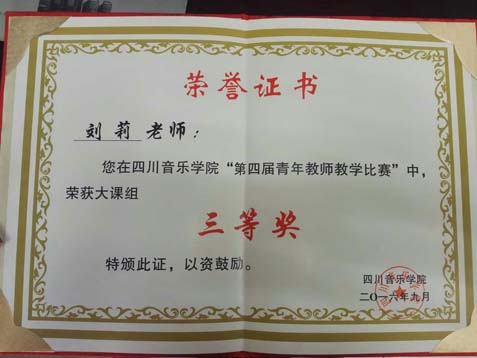 荣誉证书
刘莉老师：
您在四川音乐学院“第四届青年教师教学比赛”中，
荣获大课组
三等奖
特颁此证，以资鼓励。
四川音乐学院
二〇一六年九月